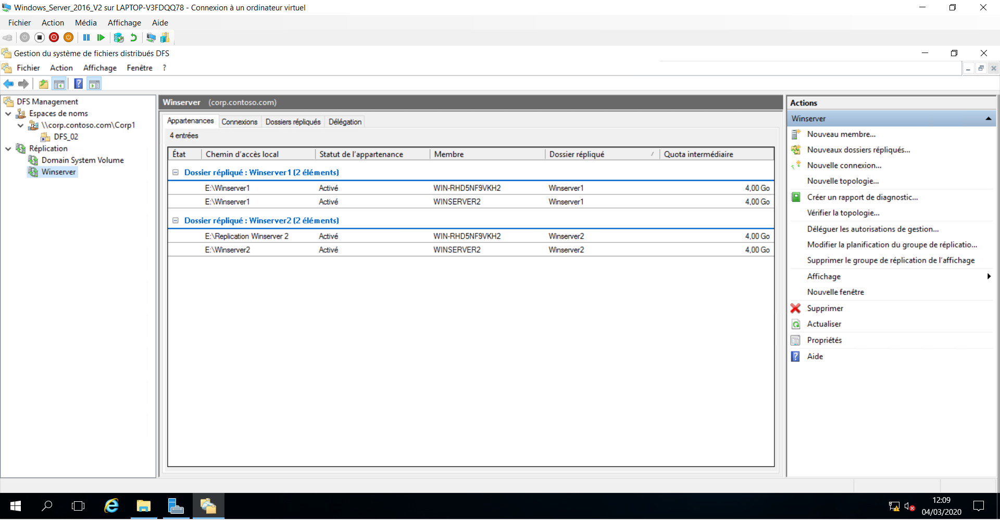 Windows_Server_2016_V2 sur LAPTOP-V3FDQQ78 - Connexion à un ordinateur virtuel
Fichier Action Média Affichage Aide
Gestion du système de fichiers distribués DFS
Fichier Action Affichage Fenêtre ?
DFS Management
Espaces de noms
\\corp.contoso.com\Corp1
DFS_02
Réplication
Domain System Volume
Winserver
Winserver (corp.contoso.com)
Appartenances Connexions Dossiers répliqués Délégation
4 entrées
État Chemin d'accès local Statut de l'appartenance Membre Dossier répliqué Quota intermédiaire
Dossier répliqué : Winserver1 (2 éléments)
E:\Winserver1 Activé WIN-RHD5NF9VKH2 Winserver1 4,00 Go
E:\Winserver1 Activé WINSERVER2 Winserver1 4,00 Go
Dossier répliqué : Winserver2 (2 éléments)
E:\Replication Winserver 2 Activé WIN-RHD5NF9VKH2 Winserver2 4,00 Go
E:\Winserver2 Activé WINSERVER2 Winserver2 4,00 Go
Actions
Winserver
Nouveau membre...
Nouveaux dossiers répliqués...
Nouvelle connexion...
Nouvelle topologie...
Créer un rapport de diagnostic...
Vérifier la topologie...
Déléguer les autorisations de gestion...
Modifier la planification du groupe de réplicatio...
Supprimer le groupe de réplication de l'affichage
Affichage
Nouvelle fenêtre
Supprimer
Actualiser
Propriétés
Aide
12:09
04/03/2020